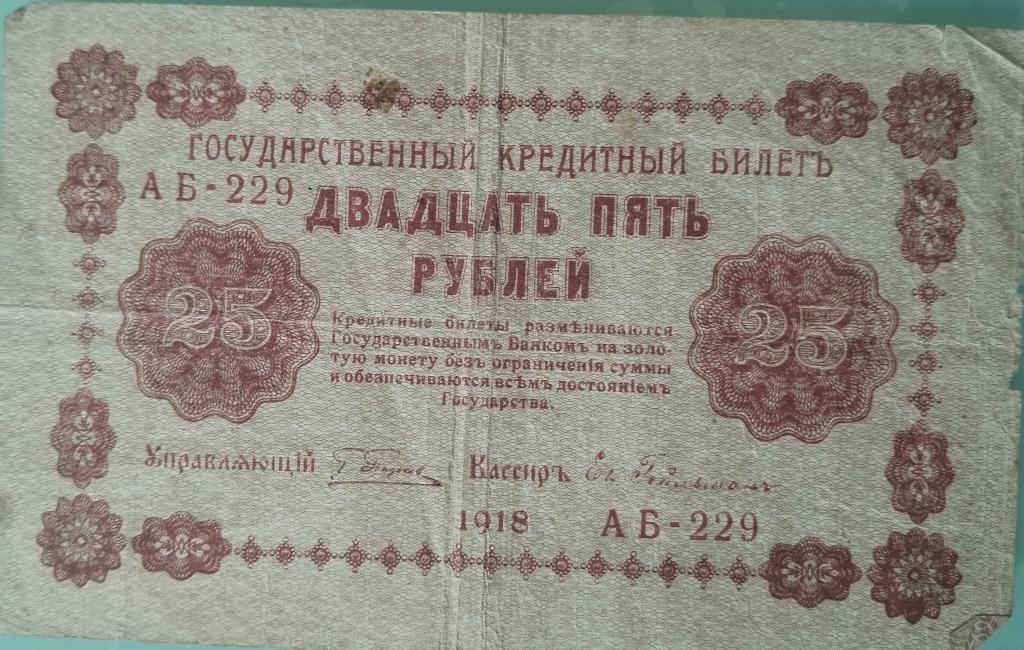 ГОСУДАРСТВЕННЫЙ КРЕДИТНЫЙ БИЛЕТЪ
АБ-229
ДВАДЦАТЬ ПЯТЬ
РУБЛЕЙ
25
25
Кредитные билеты размѣниваются
Государственнымъ Банкомъ на золо-
тую монету безъ ограниченія суммы
и обезпечиваются всѣмъ достояніемъ
Государства.
Управляющій
Кассиръ
1918 АБ-229